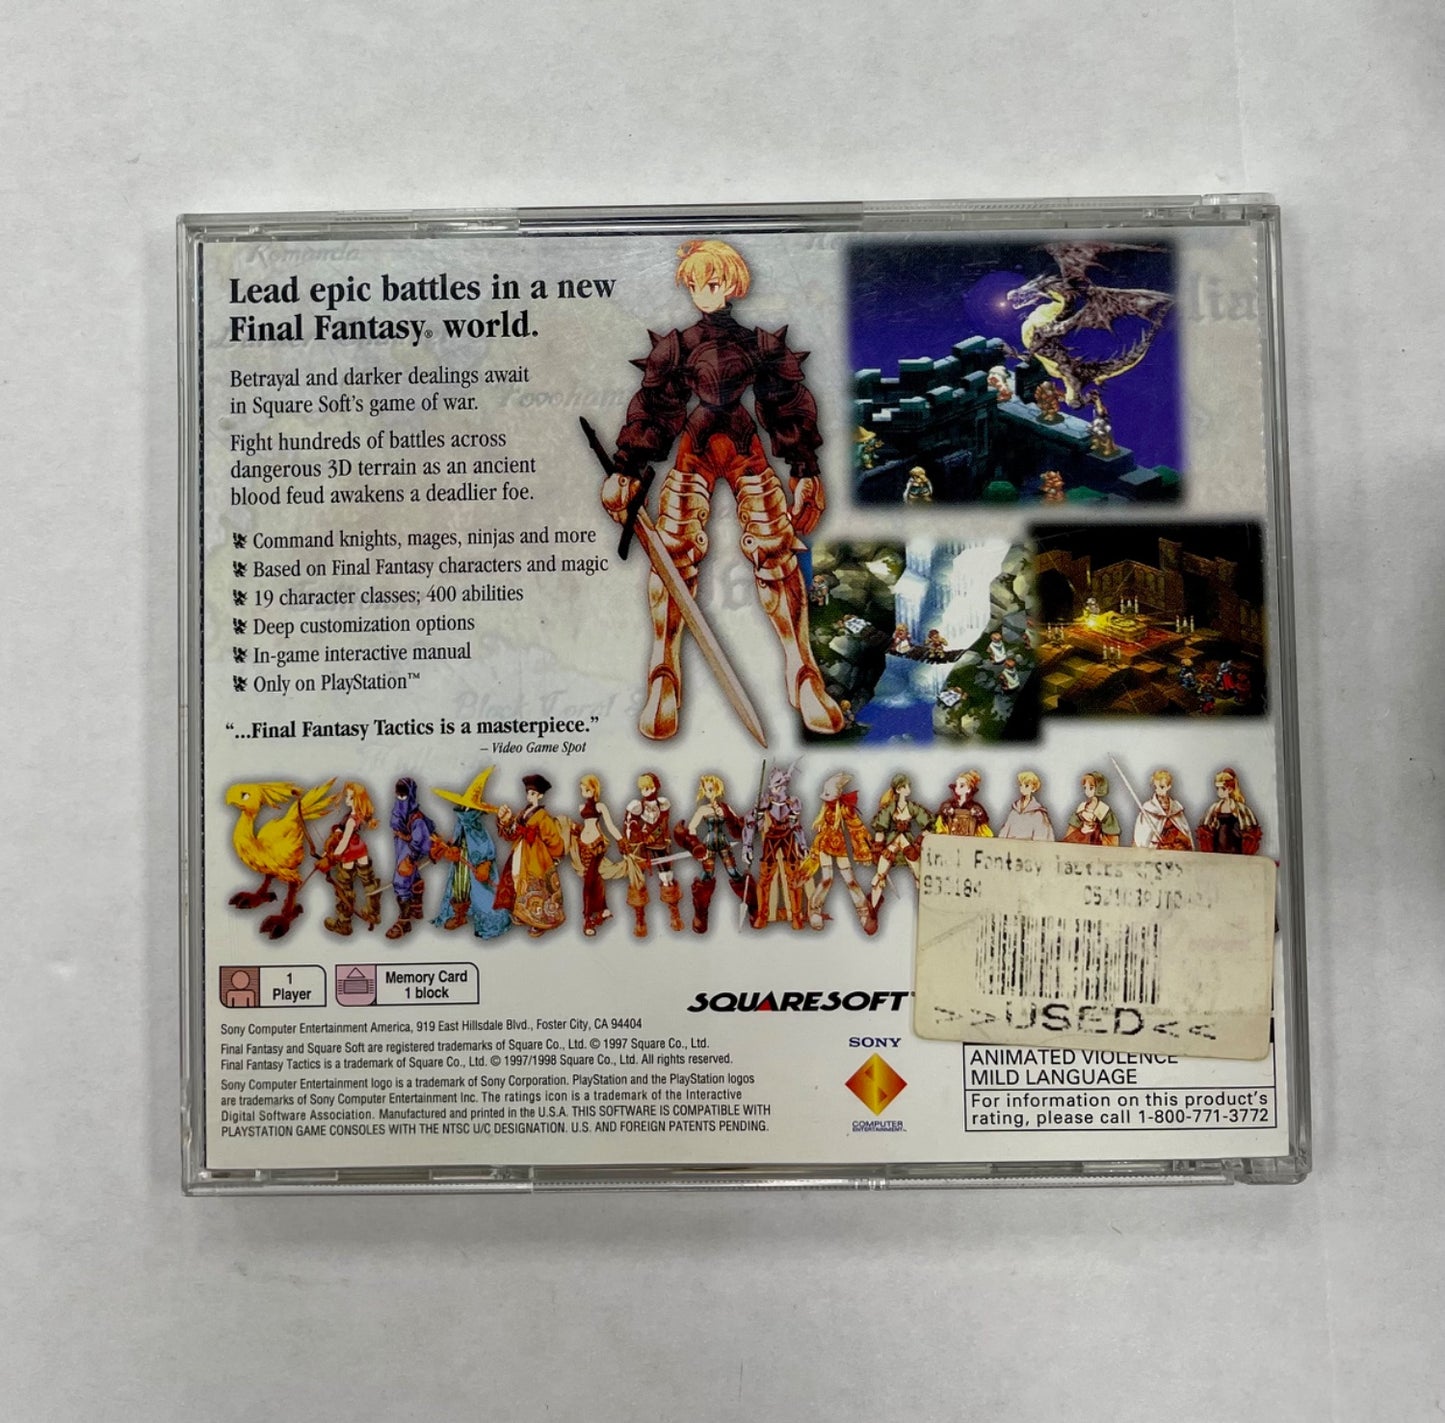 Lead epic battles in a new
Final Fantasy® world.
Betrayal and darker dealings await
in Square Soft's game of war.
Fight hundreds of battles across
dangerous 3D terrain as an ancient
blood feud awakens a deadlier foe.
Command knights, mages, ninjas and more
Based on Final Fantasy characters and magic
19 character classes; 400 abilities
Deep customization options
In-game interactive manual
Only on PlayStation™
“...Final Fantasy Tactics is a masterpiece.”
– Video Game Spot
Romanda
inal Fantasy Tactics
>>USED<<
1
Player
Memory Card
1 block
SQUARESOFT
Sony Computer Entertainment America, 919 East Hillsdale Blvd., Foster City, CA 94404
Final Fantasy and Square Soft are registered trademarks of Square Co., Ltd. © 1997 Square Co., Ltd.
Final Fantasy Tactics is a trademark of Square Co., Ltd. © 1997/1998 Square Co., Ltd. All rights reserved.
Sony Computer Entertainment logo is a trademark of Sony Corporation. PlayStation and the PlayStation logos
are trademarks of Sony Computer Entertainment Inc. The ratings icon is a trademark of the Interactive
Digital Software Association. Manufactured and printed in the U.S.A. THIS SOFTWARE IS COMPATIBLE WITH
PLAYSTATION GAME CONSOLES WITH THE NTSC U/C DESIGNATION. U.S. AND FOREIGN PATENTS PENDING.
SONY
COMPUTER
ENTERTAINMENT
ANIMATED VIOLENCE
MILD LANGUAGE
For information on this product's
rating, please call 1-800-771-3772